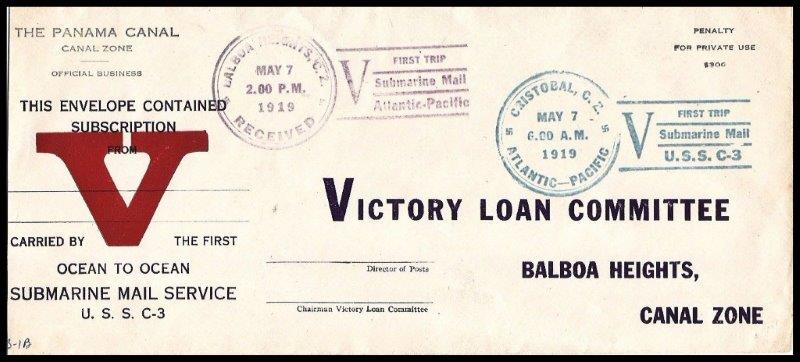 THE PANAMA CANAL
CANAL ZONE
OFFICIAL BUSINESS
THIS ENVELOPE CONTAINED
SUBSCRIPTION
FROM
V
CARRIED BY THE FIRST
OCEAN TO OCEAN
SUBMARINE MAIL SERVICE
U. S. S. C-3
BALBOA HEIGHTS, C. Z.
MAY 7
2.00 P.M.
1919
RECEIVED
V
FIRST TRIP
Submarine Mail
Atlantic-Pacific
PENALTY
FOR PRIVATE USE
$300
CRISTOBAL, C. Z.
MAY 7
6.00 A.M.
1919
ATLANTIC-PACIFIC
V
FIRST TRIP
Submarine Mail
U.S.S. C-3
VICTORY LOAN COMMITTEE
BALBOA HEIGHTS,
CANAL ZONE
Director of Posts
Chairman Victory Loan Committee